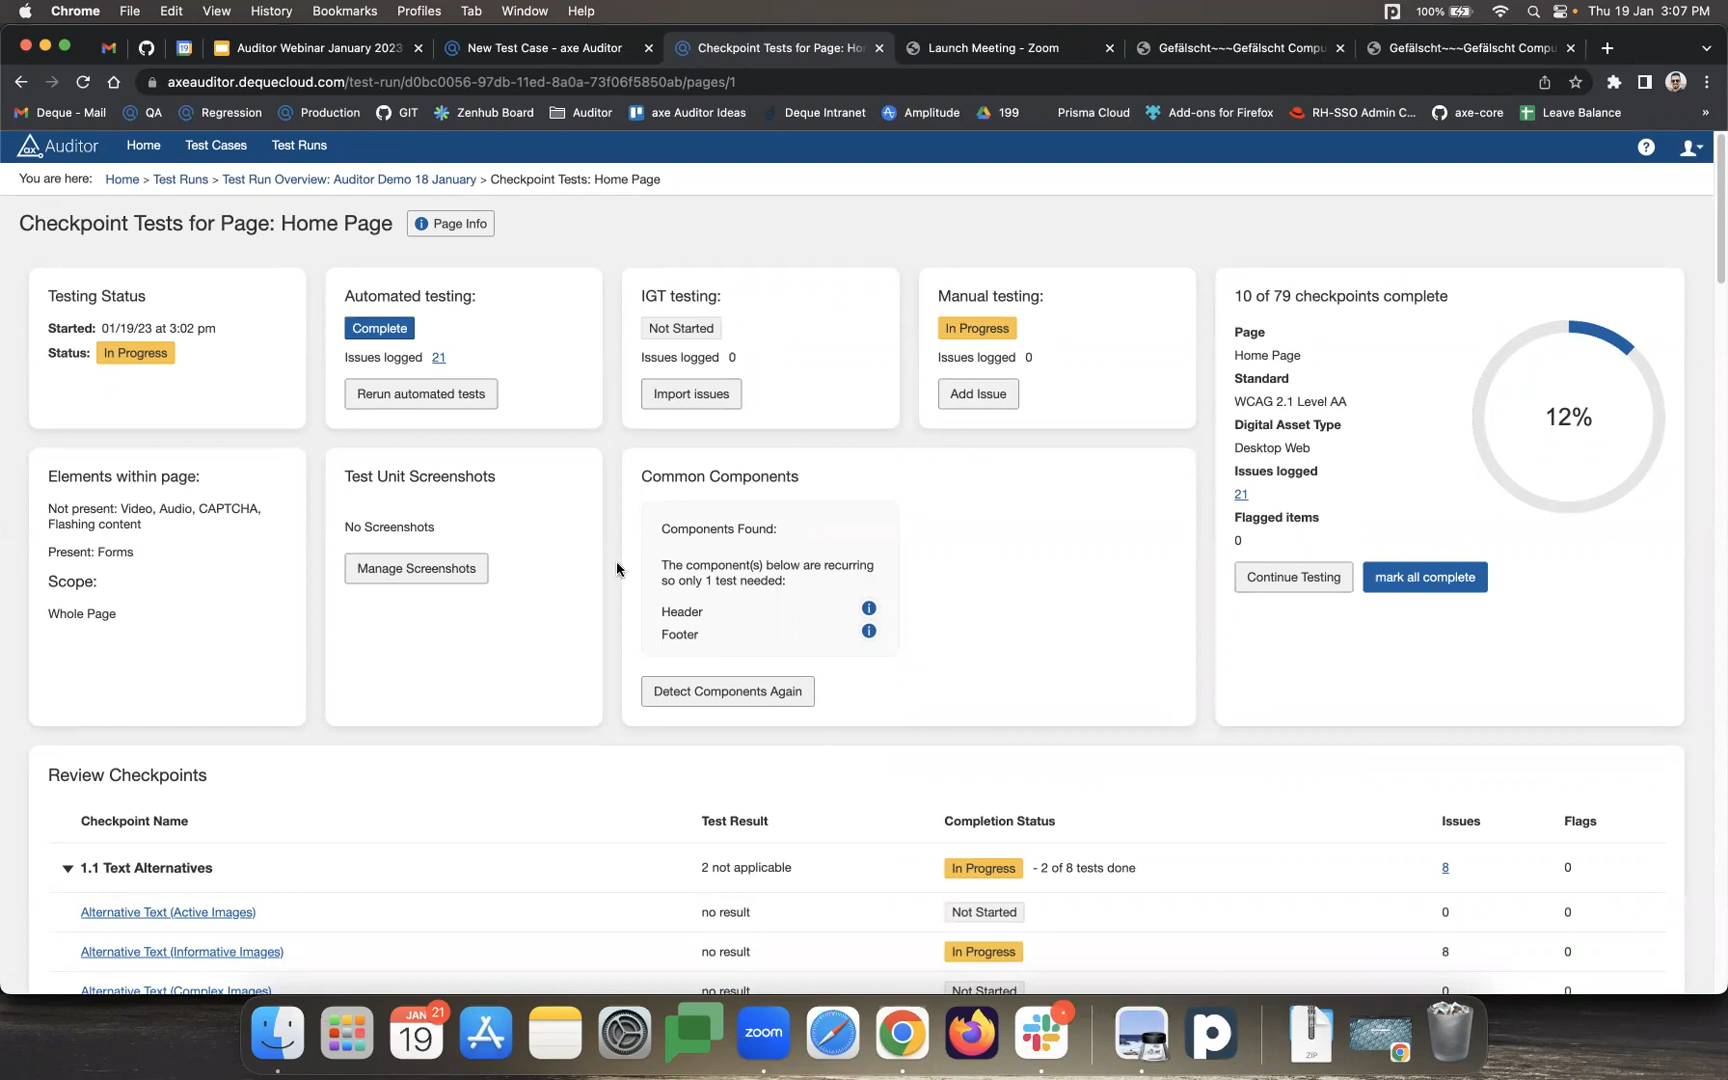 Chrome File Edit View History Bookmarks Profiles Tab Window Help 100% Thu 19 Jan 3:07 PM
Auditor Webinar January 2023 New Test Case - axe Auditor Checkpoint Tests for Page: Ho Launch Meeting - Zoom Gefälscht~~~Gefälscht Compu Gefälscht~~~Gefälscht Compu
axeauditor.dequecloud.com/test-run/d0bc0056-97db-11ed-8a0a-73f06f5850ab/pages/1
Deque - Mail QA Regression Production GIT Zenhub Board Auditor axe Auditor Ideas Deque Intranet Amplitude 199 Prisma Cloud Add-ons for Firefox RH-SSO Admin C... axe-core Leave Balance »
ax Auditor Home Test Cases Test Runs
You are here: Home > Test Runs > Test Run Overview: Auditor Demo 18 January > Checkpoint Tests: Home Page
Checkpoint Tests for Page: Home Page Page Info
Testing Status
Started: 01/19/23 at 3:02 pm
Status: In Progress
Automated testing:
Complete
Issues logged 21
Rerun automated tests
IGT testing:
Not Started
Issues logged 0
Import issues
Manual testing:
In Progress
Issues logged 0
Add Issue
10 of 79 checkpoints complete
Page
Home Page
Standard
WCAG 2.1 Level AA
Digital Asset Type
Desktop Web
Issues logged
21
Flagged items
0
12%
Continue Testing mark all complete
Elements within page:
Not present: Video, Audio, CAPTCHA,
Flashing content
Present: Forms
Scope:
Whole Page
Test Unit Screenshots
No Screenshots
Manage Screenshots
Common Components
Components Found:
The component(s) below are recurring
so only 1 test needed:
Header
Footer
Detect Components Again
Review Checkpoints
Checkpoint Name Test Result Completion Status Issues Flags
1.1 Text Alternatives 2 not applicable In Progress - 2 of 8 tests done 8 0
Alternative Text (Active Images) no result Not Started 0 0
Alternative Text (Informative Images) no result In Progress 8 0
Alternative Text (Complex Images) no result Not Started 0 0
JAN 21
19
zoom
ZIP